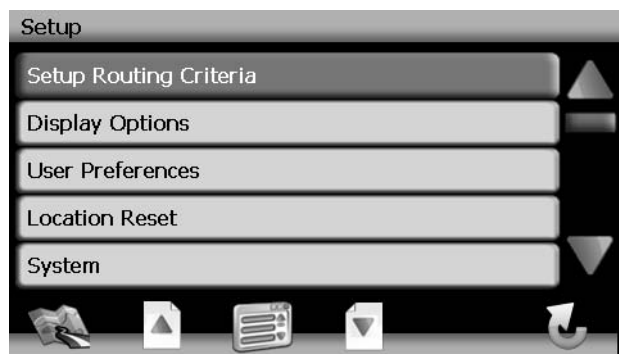 Setup
Setup Routing Criteria
Display Options
User Preferences
Location Reset
System